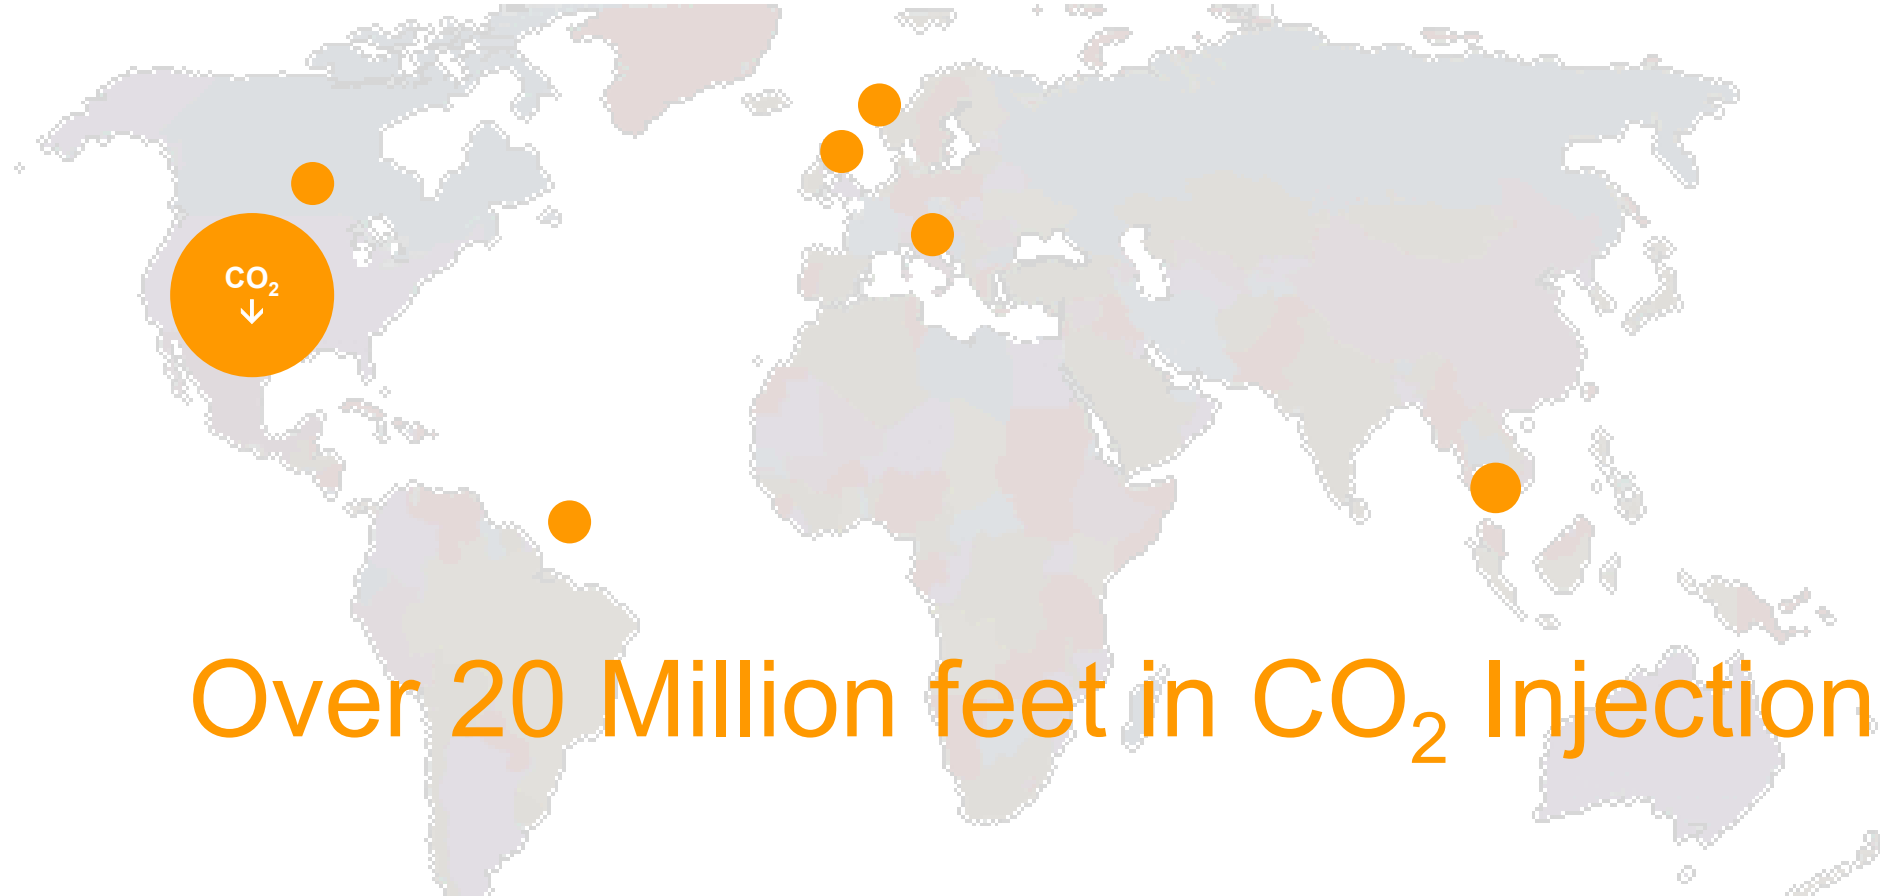 CO₂
↓
Over 20 Million feet in CO₂ Injection